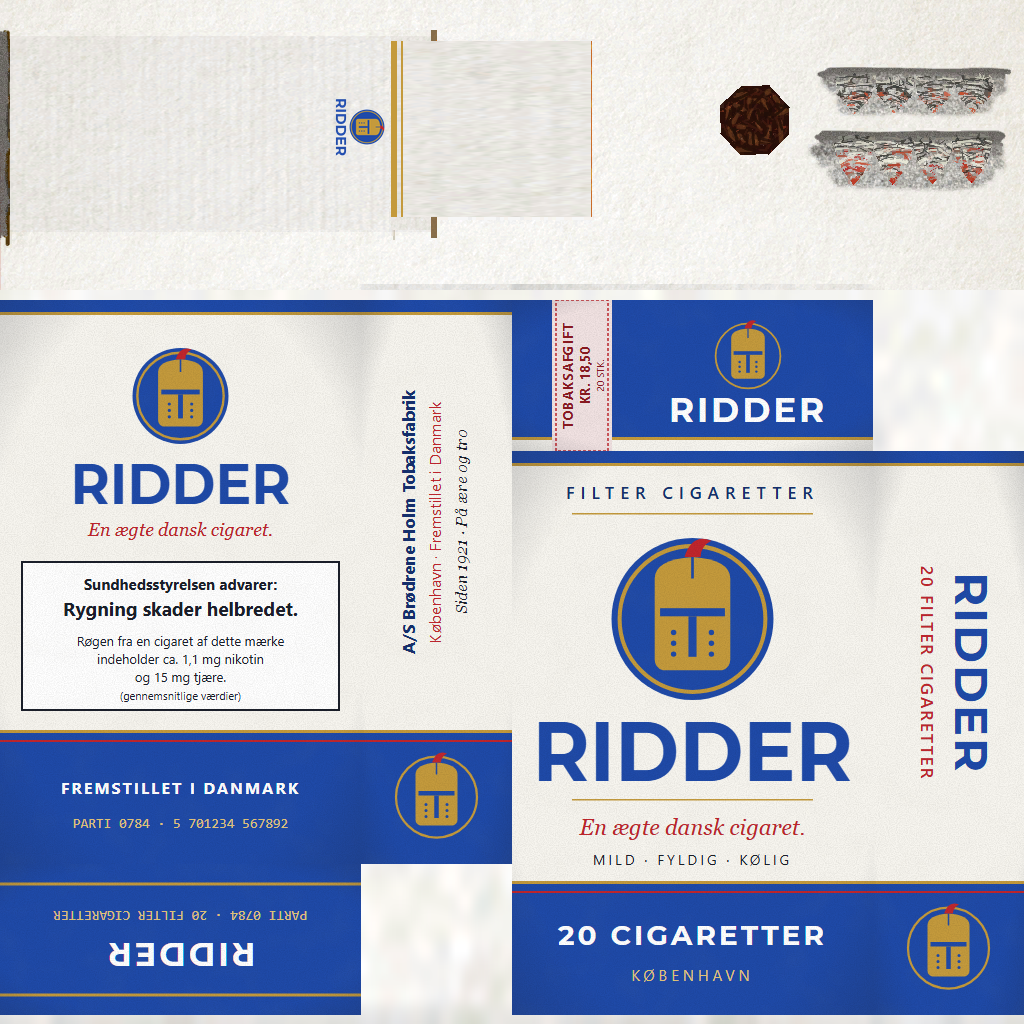 RIDDER
RIDDER
En ægte dansk cigaret.
Sundhedsstyrelsen advarer:
Rygning skader helbredet.
Røgen fra en cigaret af dette mærke
indeholder ca. 1,1 mg nikotin
og 15 mg tjære.
(gennemsnitlige værdier)
A/S Brødrene Holm Tobaksfabrik
København · Fremstillet i Danmark
Siden 1921 · På ære og tro
FREMSTILLET I DANMARK
PARTI 0784 · 5 701234 567892
RIDDER
PARTI 0784 · 20 FILTER CIGARETTER
TOBAKSAFGIFT
KR. 18,50
20 STK.
RIDDER
FILTER CIGARETTER
RIDDER
En ægte dansk cigaret.
MILD · FYLDIG · KØLIG
RIDDER
20 FILTER CIGARETTER
20 CIGARETTER
KØBENHAVN